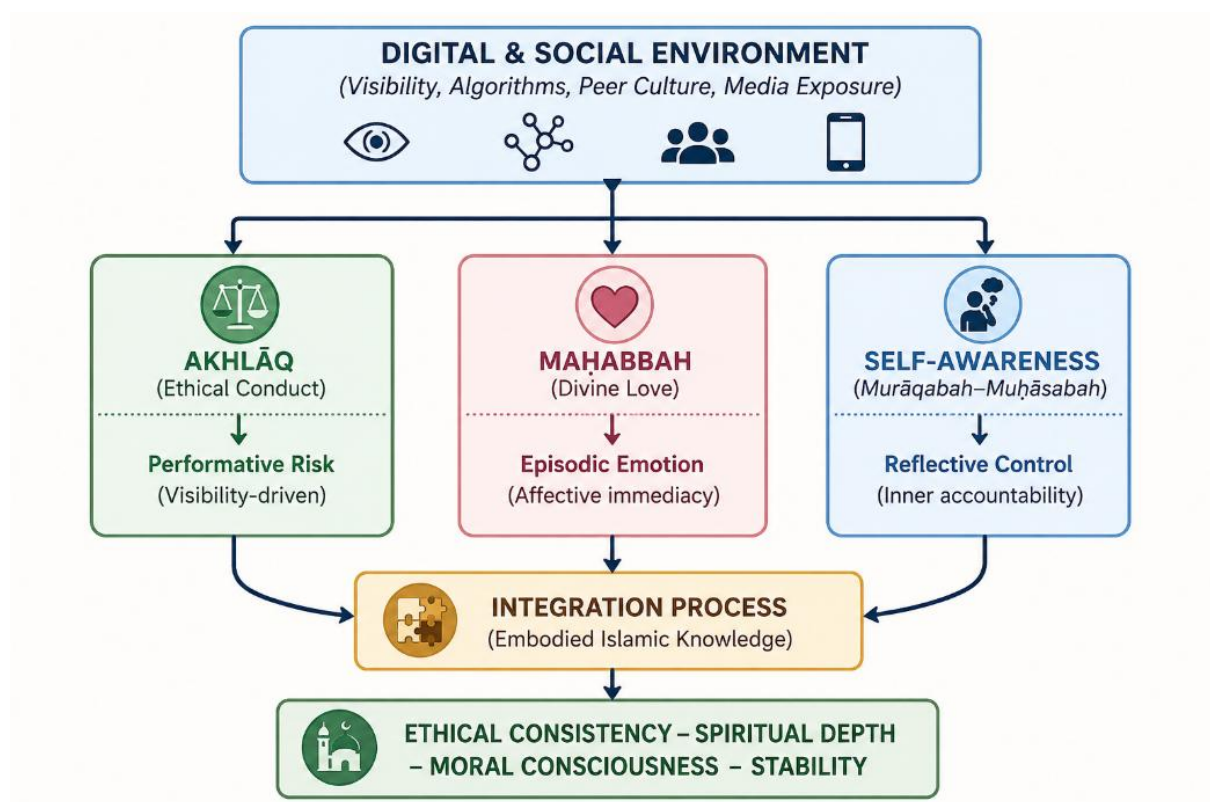 DIGITAL & SOCIAL ENVIRONMENT
(Visibility, Algorithms, Peer Culture, Media Exposure)
AKHLĀQ
(Ethical Conduct)
Performative Risk
(Visibility-driven)
MAḤABBAH
(Divine Love)
Episodic Emotion
(Affective immediacy)
SELF-AWARENESS
(Murāqabah–Muḥāsabah)
Reflective Control
(Inner accountability)
INTEGRATION PROCESS
(Embodied Islamic Knowledge)
ETHICAL CONSISTENCY – SPIRITUAL DEPTH
– MORAL CONSCIOUSNESS – STABILITY